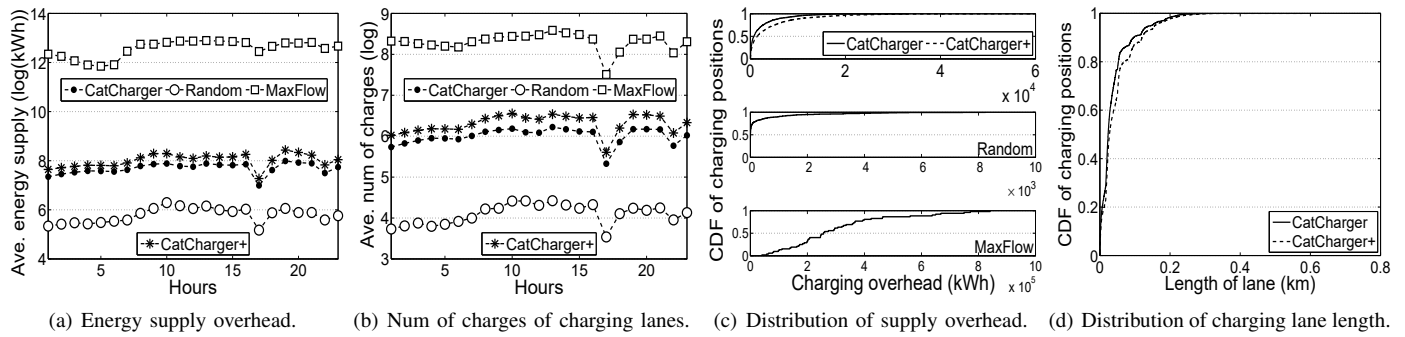 Ave. energy supply (log(kWh))
14
12
10
8
6
4
CatCharger Random MaxFlow
CatCharger+
5 10 15 20
Hours
(a) Energy supply overhead.
Ave. num of charges (log)
9
8
7
6
5
4
3
CatCharger Random MaxFlow
CatCharger+
5 10 15 20
Hours
(b) Num of charges of charging lanes.
CDF of charging positions
1
0.5
0
CatCharger CatCharger+
0 2 4 6
x 10^4
1
0.5
0
Random
0 2 4 6 8 10
× 10^3
1
0.5
0
MaxFlow
0 2 4 6 8 10
Charging overhead (kWh) x 10^5
(c) Distribution of supply overhead.
CDF of charging positions
1
0.8
0.6
0.4
0.2
0
CatCharger
CatCharger+
0 0.2 0.4 0.6 0.8
Length of lane (km)
(d) Distribution of charging lane length.